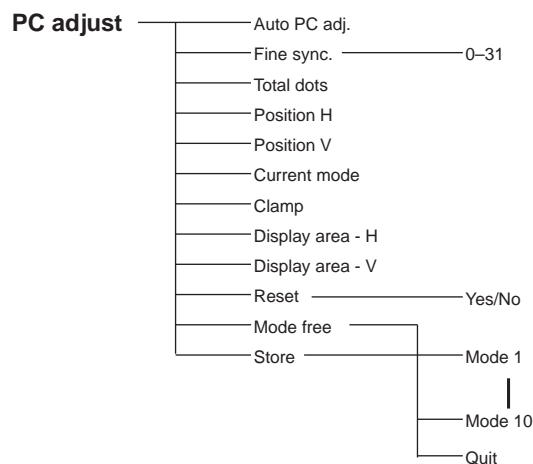 PC adjust
Auto PC adj.
Fine sync.
0–31
Total dots
Position H
Position V
Current mode
Clamp
Display area - H
Display area - V
Reset
Yes/No
Mode free
Store
Mode 1
Mode 10
Quit